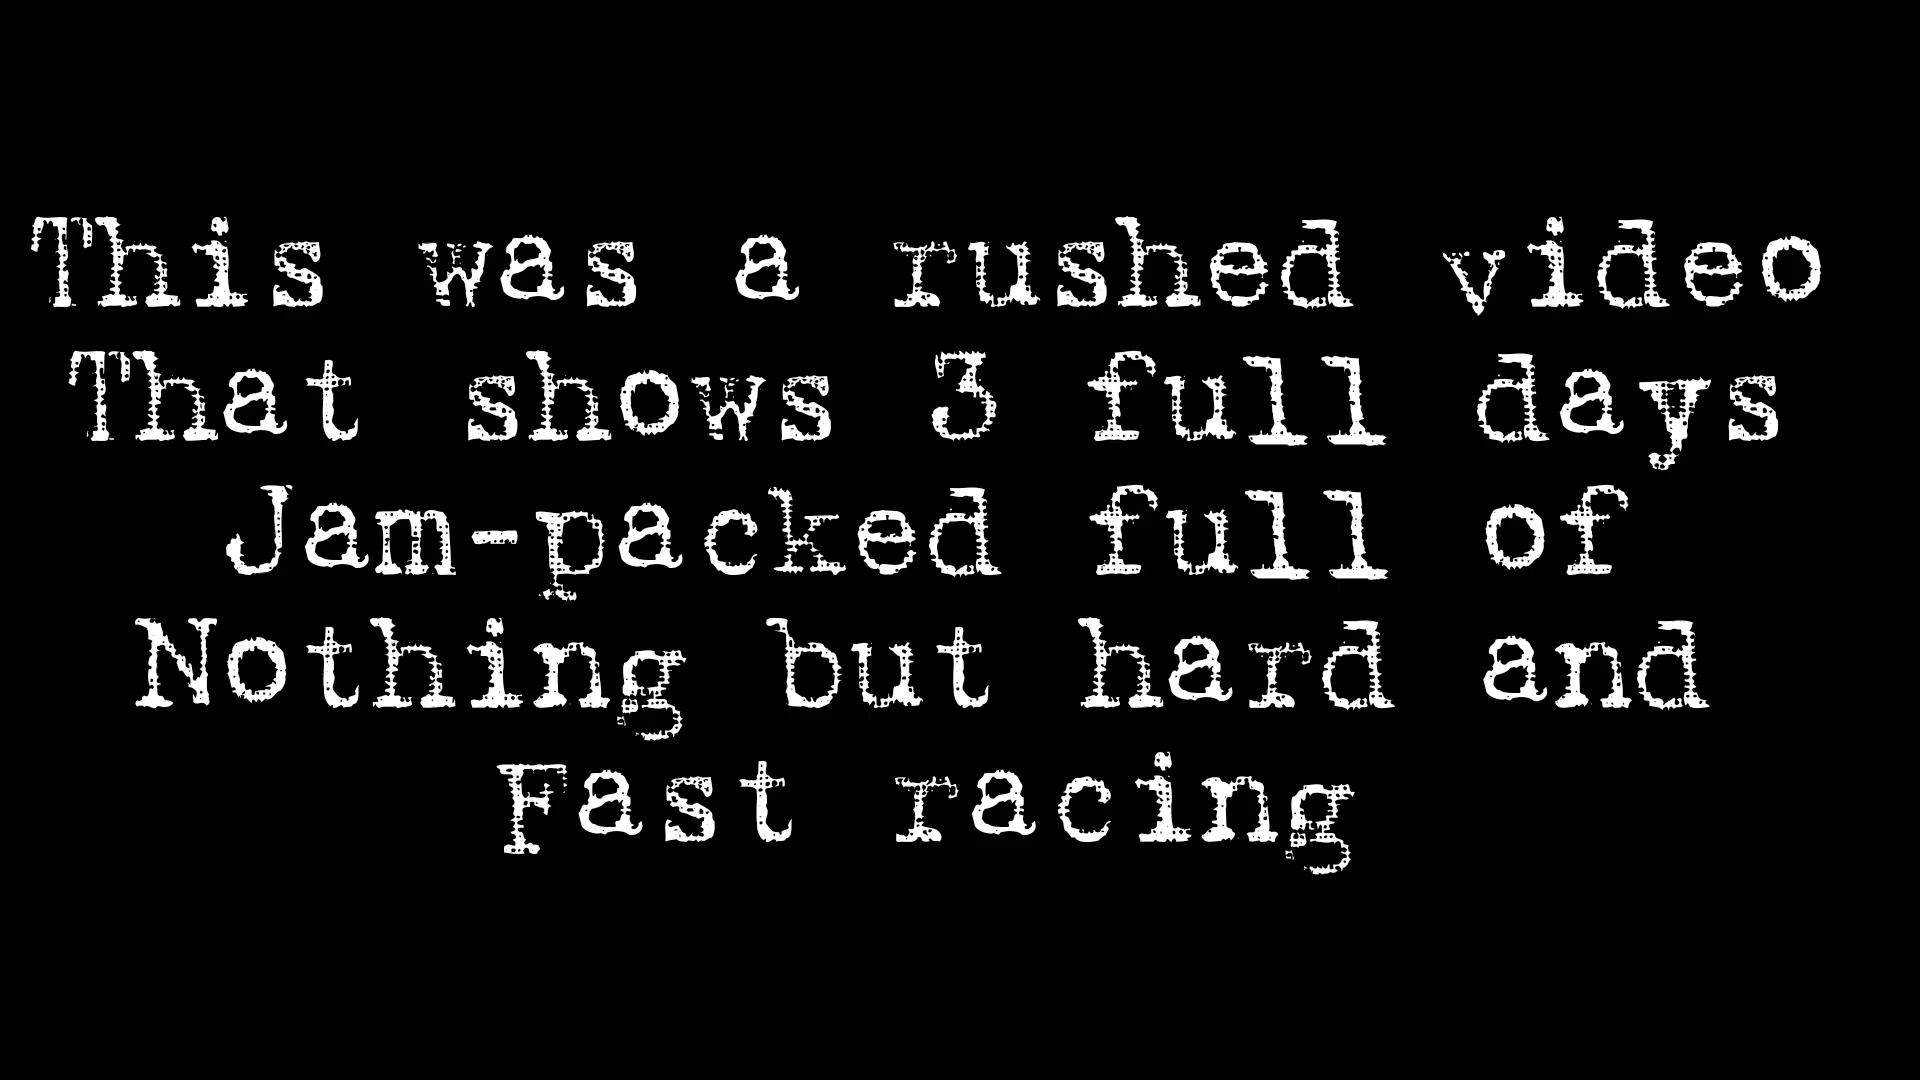 This was a rushed video
That shows 3 full days
Jam-packed full of
Nothing but hard and
Fast racing